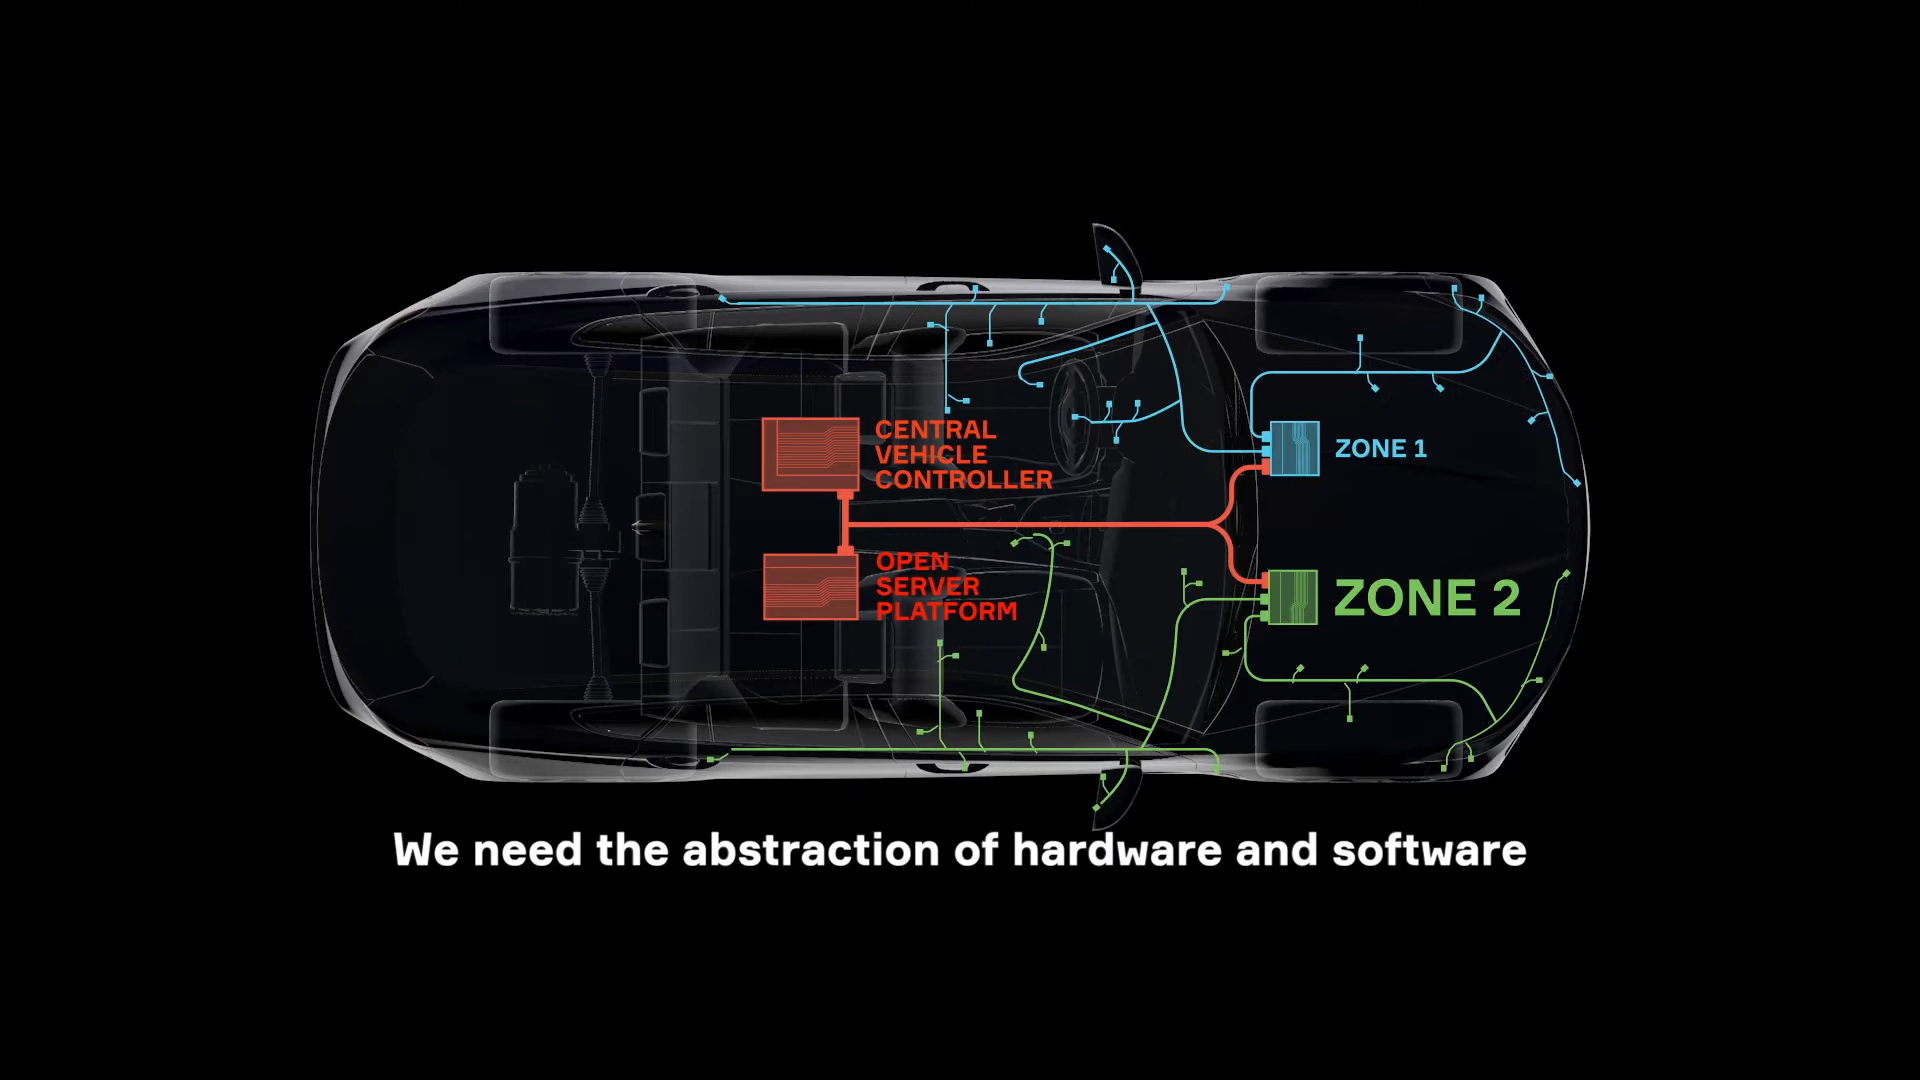 CENTRAL
VEHICLE
CONTROLLER
ZONE 1
OPEN
SERVER
PLATFORM
ZONE 2
We need the abstraction of hardware and software